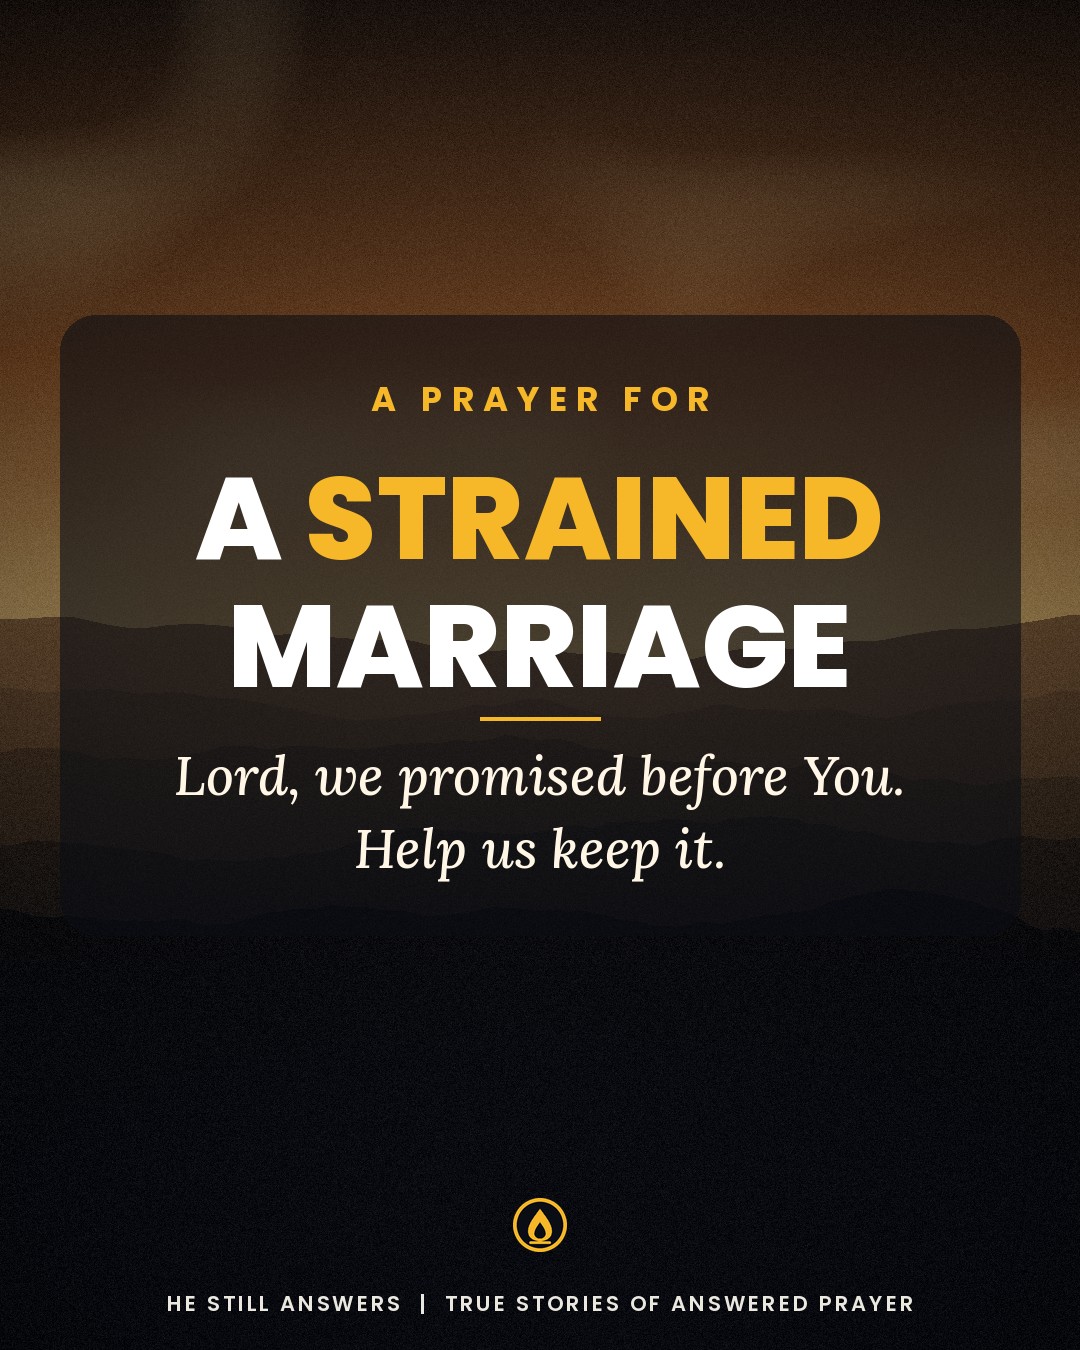 A PRAYER FOR
A STRAINED
MARRIAGE
Lord, we promised before You.
Help us keep it.
HE STILL ANSWERS | TRUE STORIES OF ANSWERED PRAYER